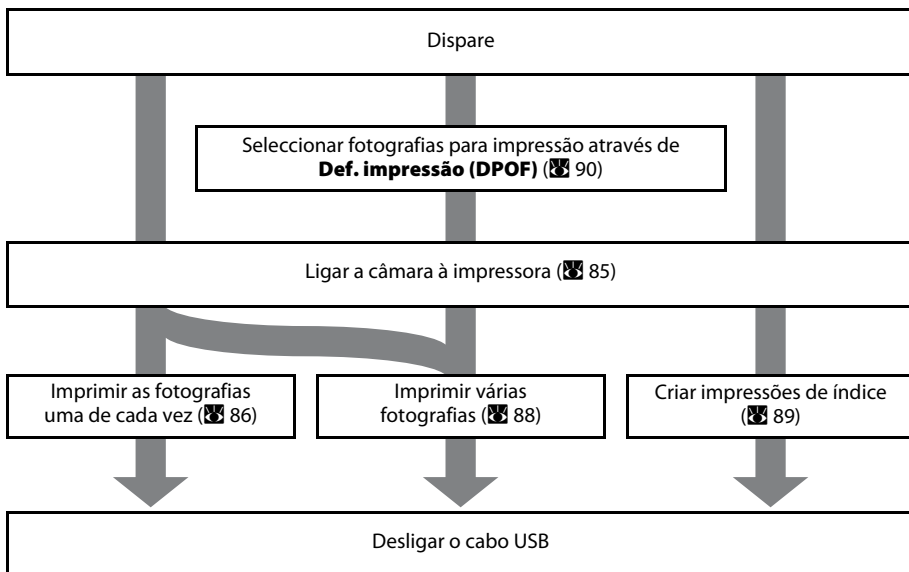 Dispare
Seleccionar fotografias para impressão através de
Def. impressão (DPOF) (90)
Ligar a câmara à impressora (85)
Imprimir as fotografias
uma de cada vez (86)
Imprimir várias
fotografias (88)
Criar impressões de índice
(89)
Desligar o cabo USB